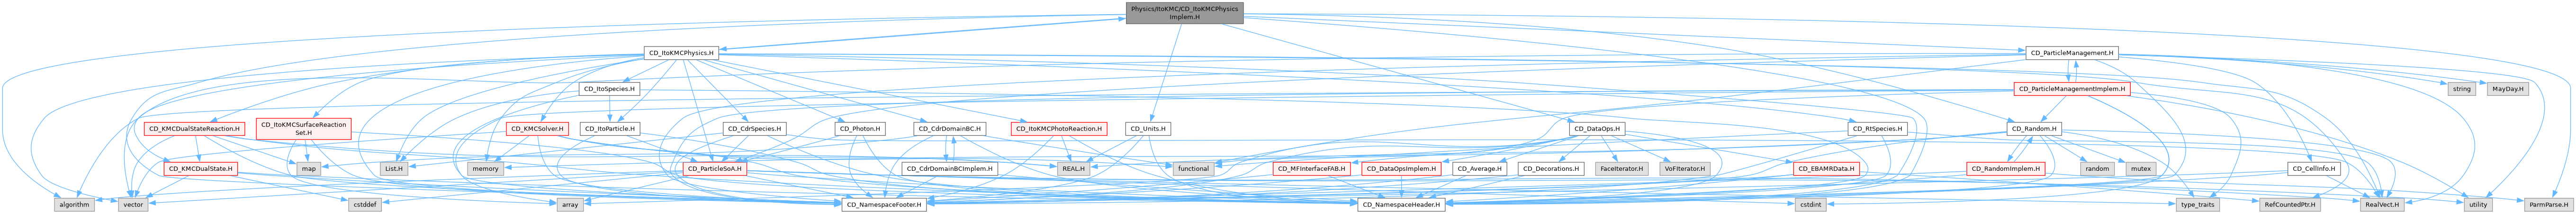 Physics/ItoKMC/CD_ItoKMCPhysics
Implem.H
CD_ItoKMCPhysics.H
CD_ParticleManagement.H
CD_ItoSpecies.H
CD_ParticleManagementImplem.H
string
MayDay.H
CD_KMCDualStateReaction.H
CD_ItoKMCSurfaceReaction
Set.H
CD_KMCSolver.H
CD_ItoParticle.H
CD_CdrSpecies.H
CD_Photon.H
CD_CdrDomainBC.H
CD_ItoKMCPhotoReaction.H
CD_Units.H
CD_DataOps.H
CD_RtSpecies.H
CD_Random.H
CD_KMCDualState.H
map
List.H
memory
CD_ParticleSoA.H
CD_CdrDomainBCImplem.H
REAL.H
functional
CD_MFInterfaceFAB.H
CD_DataOpsImplem.H
CD_Average.H
CD_Decorations.H
FaceIterator.H
VoFIterator.H
CD_EBAMRData.H
CD_RandomImplem.H
random
mutex
CD_CellInfo.H
algorithm
vector
cstddef
array
CD_NamespaceFooter.H
CD_NamespaceHeader.H
cstdint
type_traits
RefCountedPtr.H
RealVect.H
utility
ParmParse.H